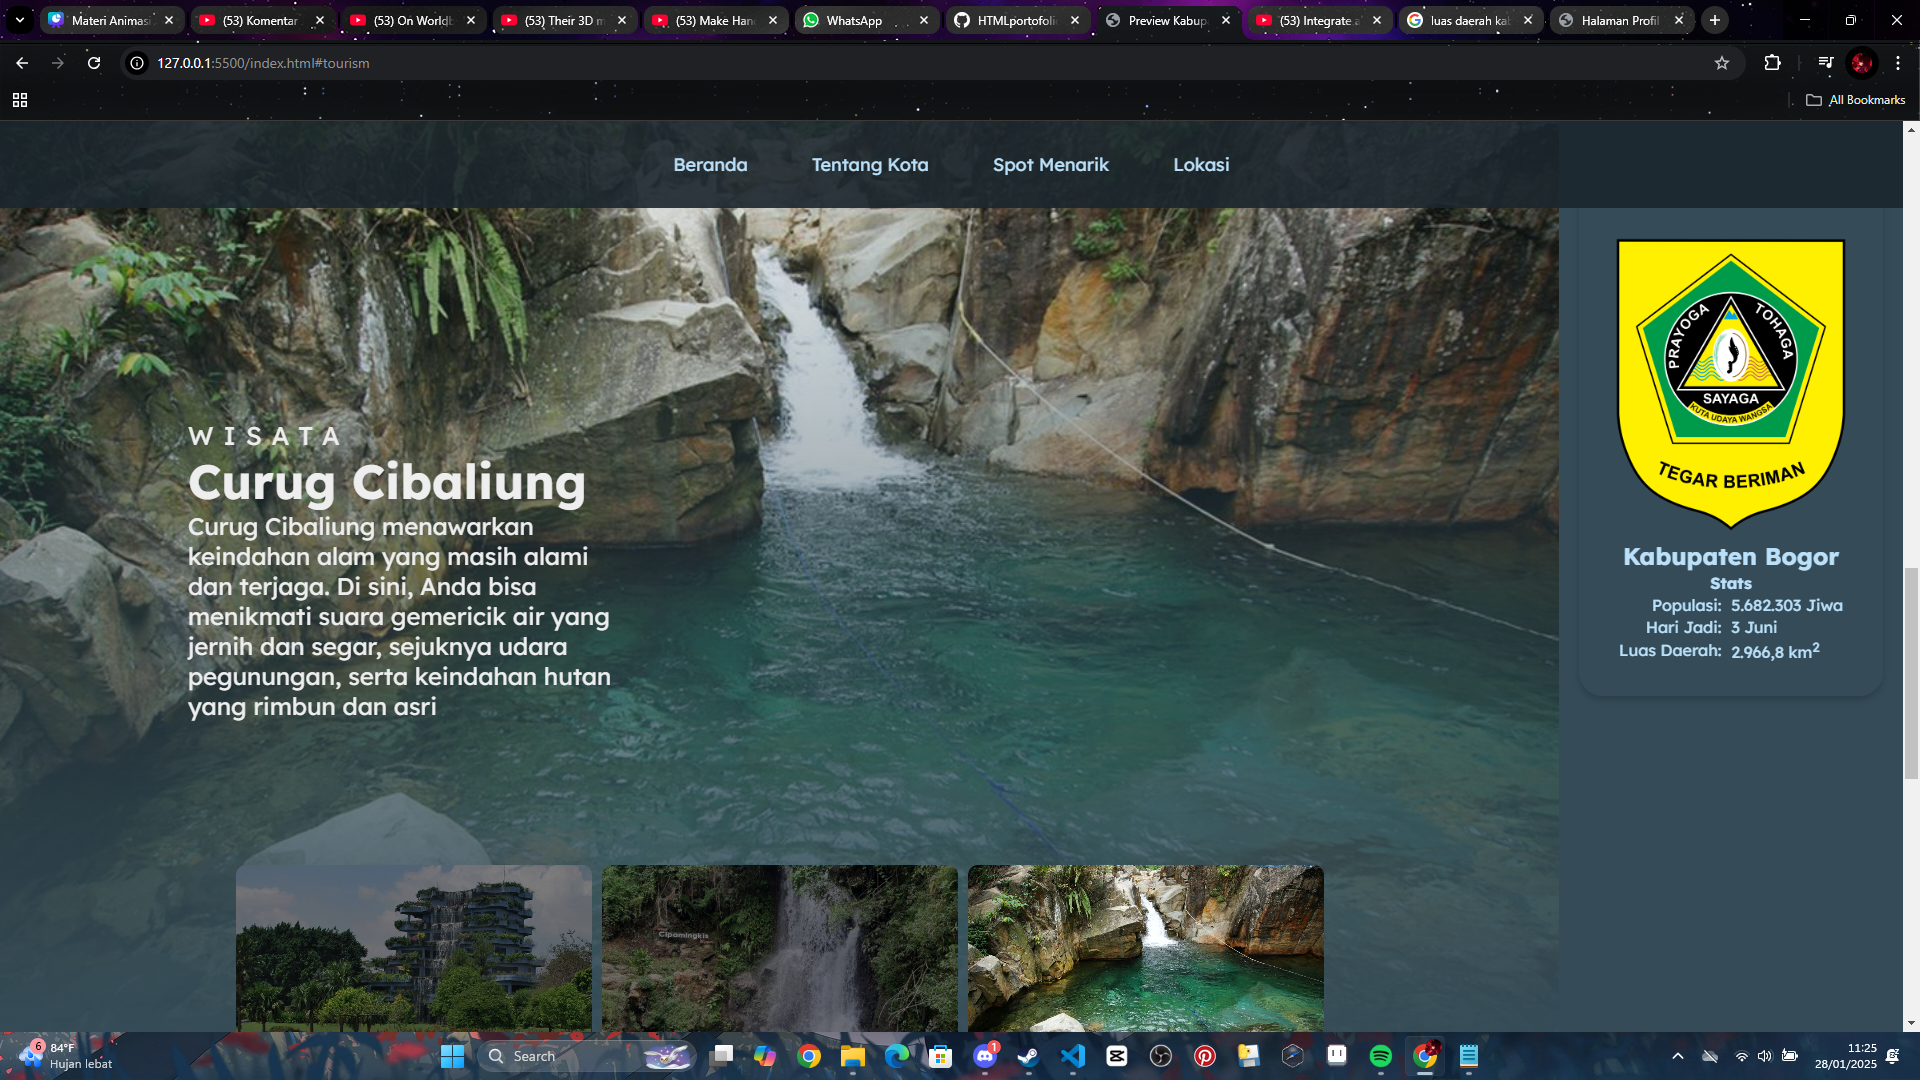 Materi Animasi
(53) Komentar
(53) On World
(53) Their 3D m
(53) Make Han
WhatsApp
HTMLportofoli
Preview Kabup
(53) Integrate a
luas daerah kab
Halaman Profil
127.0.0.1:5500/index.html#tourism
All Bookmarks
Beranda
Tentang Kota
Spot Menarik
Lokasi
WISATA
Curug Cibaliung
Curug Cibaliung menawarkan
keindahan alam yang masih alami
dan terjaga. Di sini, Anda bisa
menikmati suara gemericik air yang
jernih dan segar, sejuknya udara
pegunungan, serta keindahan hutan
yang rimbun dan asri
Cipamingkis
PRAYOGA
TOHAGA
SAYAGA
KUTA UDAYA WANGSA
TEGAR BERIMAN
Kabupaten Bogor
Stats
Populasi: 5.682.303 Jiwa
Hari Jadi: 3 Juni
Luas Daerah: 2.966,8 km²
6
84°F
Hujan lebat
Search
1
11:25
28/01/2025